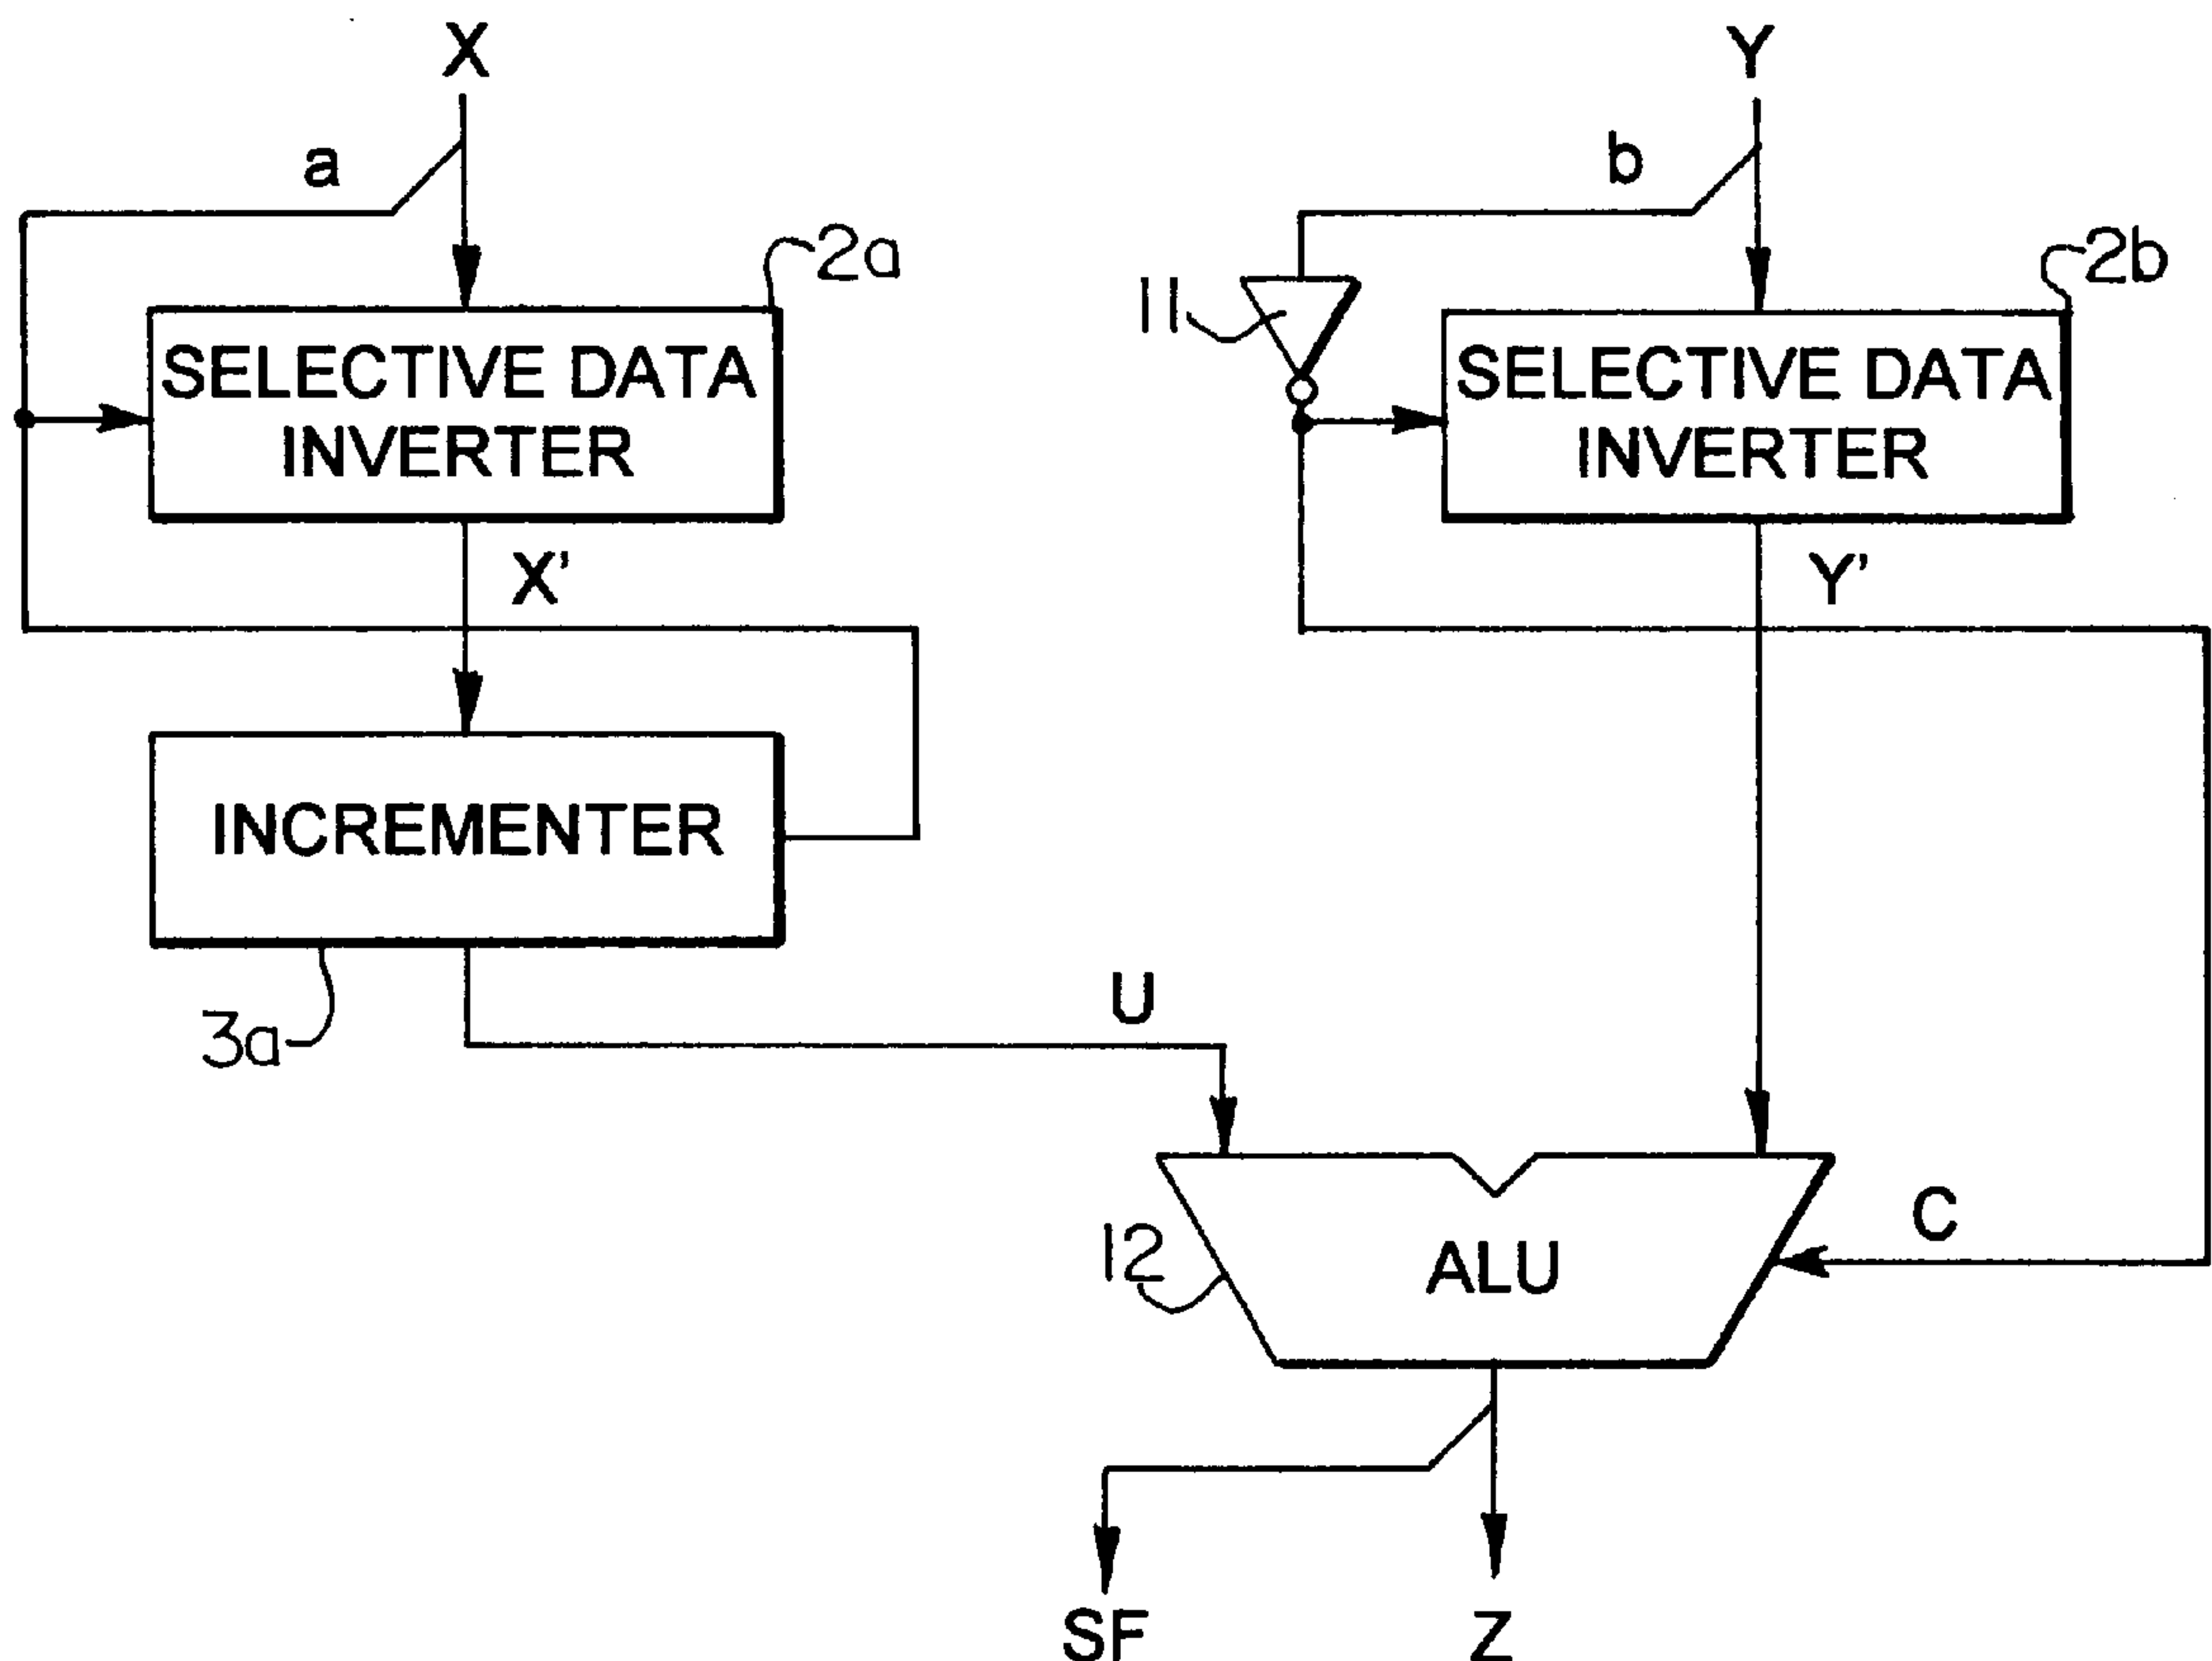 X
Y
a
b
2a
2b
11
SELECTIVE DATA
INVERTER
SELECTIVE DATA
INVERTER
X'
Y'
INCREMENTER
U
3a
C
12
ALU
SF
Z